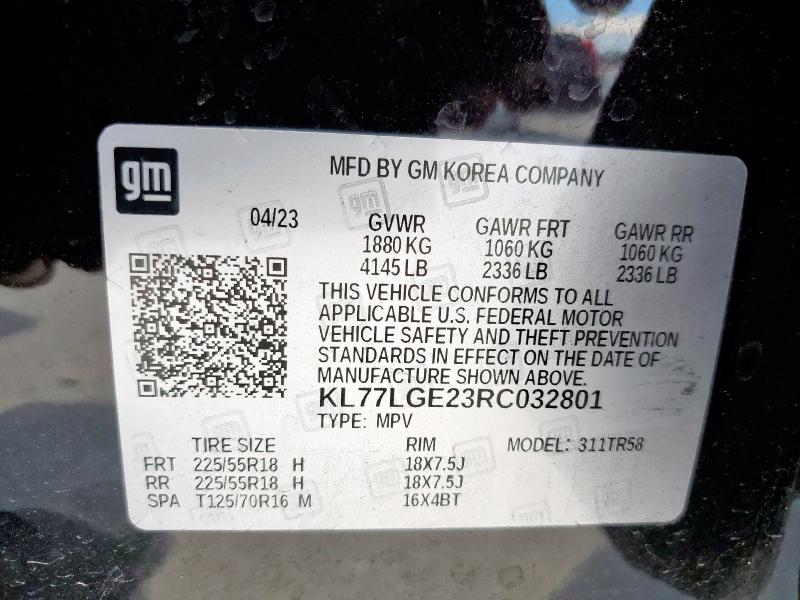 gm
MFD BY GM KOREA COMPANY
04/23
GVWR GAWR FRT GAWR RR
1880 KG 1060 KG 1060 KG
4145 LB 2336 LB 2336 LB
THIS VEHICLE CONFORMS TO ALL
APPLICABLE U.S. FEDERAL MOTOR
VEHICLE SAFETY AND THEFT PREVENTION
STANDARDS IN EFFECT ON THE DATE OF
MANUFACTURE SHOWN ABOVE.
KL77LGE23RC032801
TYPE: MPV
TIRE SIZE RIM MODEL: 311TR58
FRT 225/55R18 H 18X7.5J
RR 225/55R18 H 18X7.5J
SPA T125/70R16 M 16X4BT